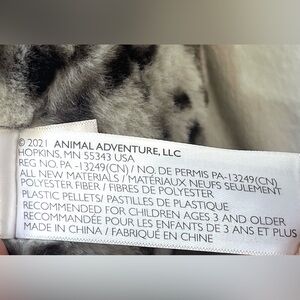 © 2021 ANIMAL ADVENTURE, LLC
HOPKINS, MN 55343 USA
REG NO. PA -13249(CN) / NO. DE PERMIS PA-13249(CN)
ALL NEW MATERIALS / MATÉRIAUX NEUFS SEULEMENT
POLYESTER FIBER / FIBRES DE POLYESTER
PLASTIC PELLETS/ PASTILLES DE PLASTIQUE
RECOMMENDED FOR CHILDREN AGES 3 AND OLDER
RECOMMANDÉE POUR LES ENFANTS DE 3 ANS ET PLUS
MADE IN CHINA / FABRIQUÉ EN CHINE